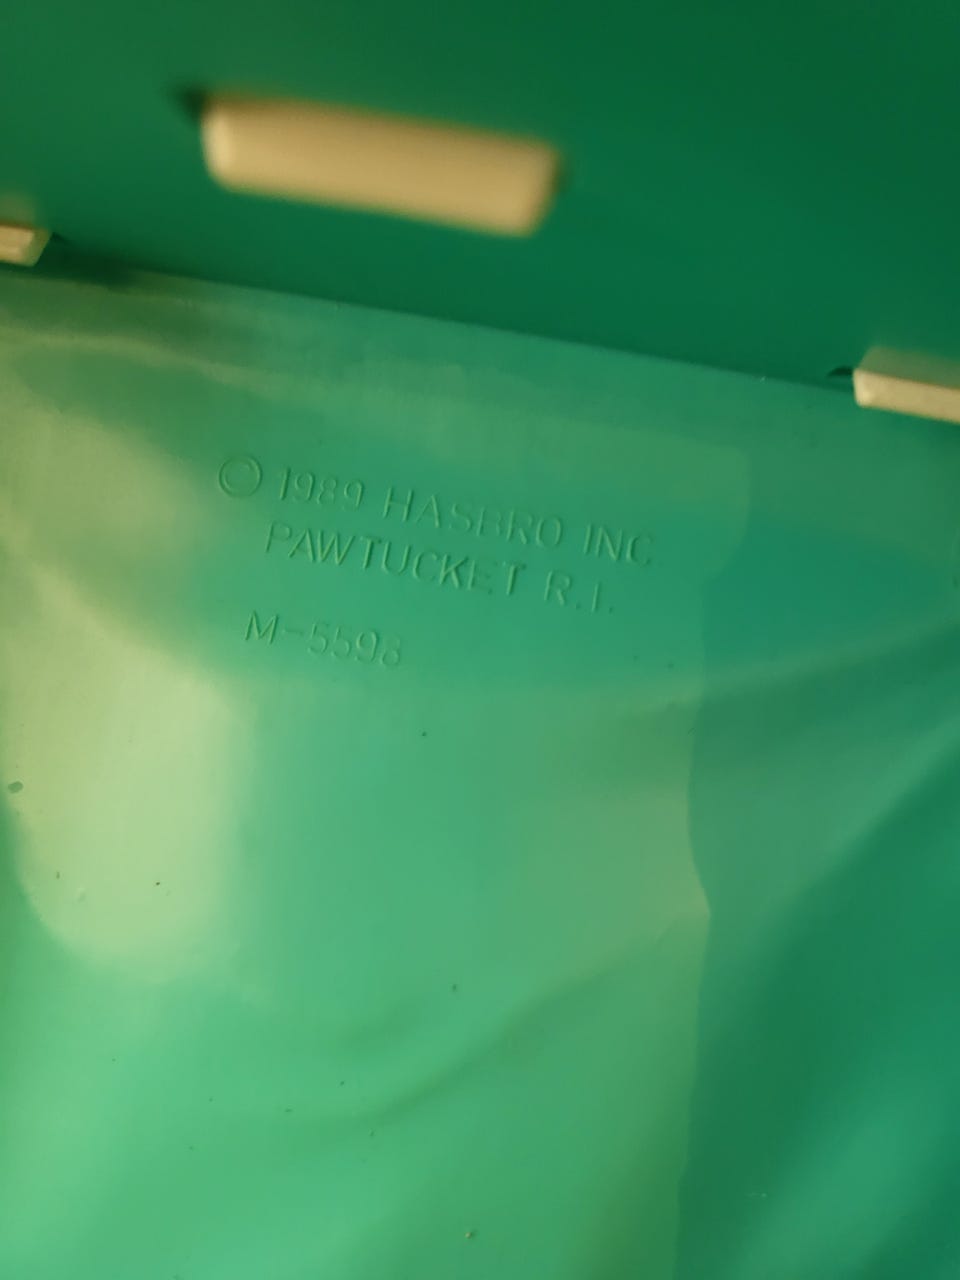 © 1989 HASBRO INC
PAWTUCKET R.I.
M-5598